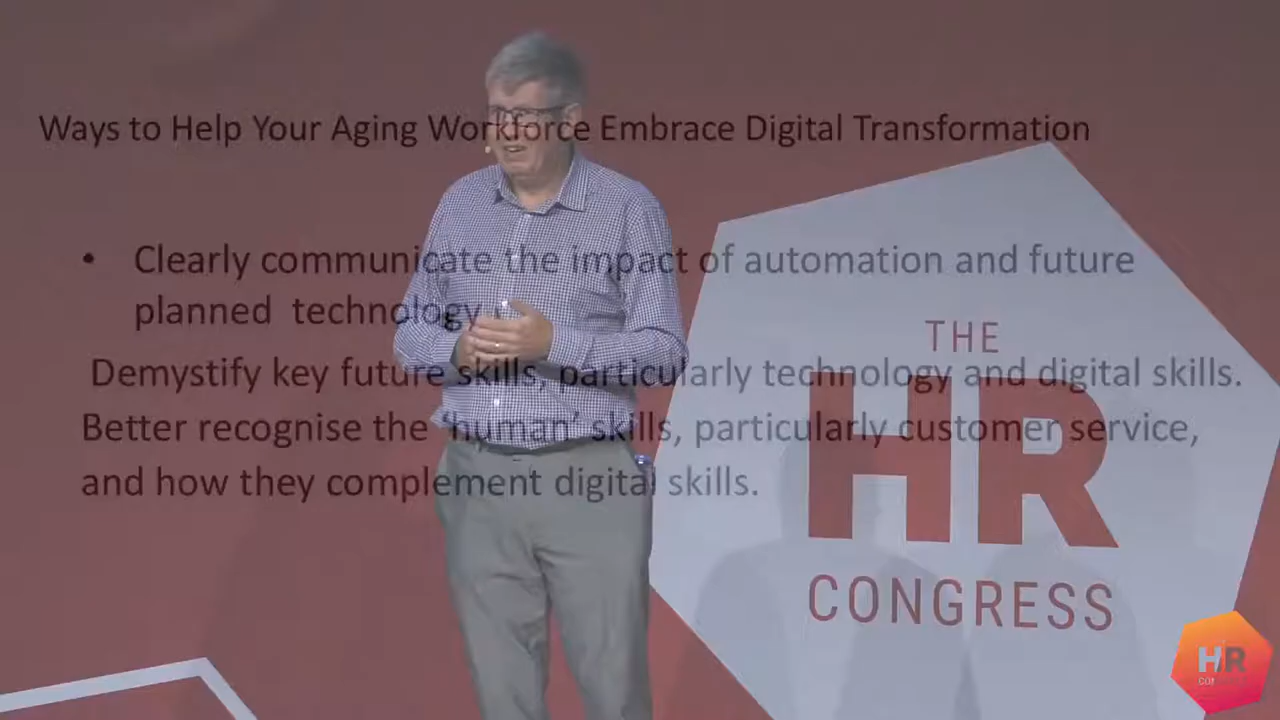 Ways to Help Your Aging Workforce Embrace Digital Transformation
• Clearly communicate the impact of automation and future
planned technology
Demystify key future skills, particularly technology and digital skills.
Better recognise the ‘human’ skills, particularly customer service,
and how they complement digital skills.
THE
HR
CONGRESS
HR